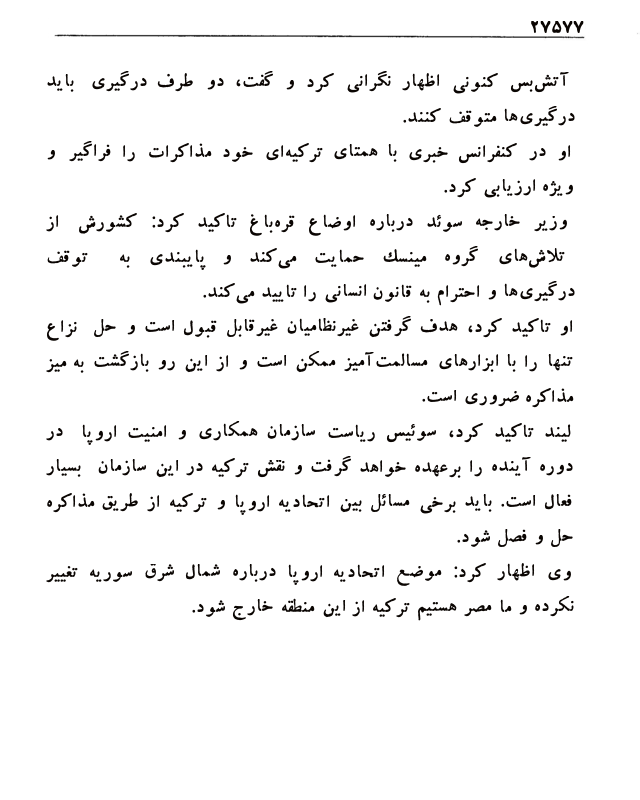 ۲۷۵۷۷
آتش‌بس کنونی اظهار نگرانی کرد و گفت، دو طرف درگیری باید
درگیری‌ها متوقف کنند.
او در کنفرانس خبری با همتای ترکیه‌ای خود مذاکرات را فراگیر و
ویژه ارزیابی کرد.
وزیر خارجه سوئد درباره اوضاع قره‌باغ تاکید کرد: کشورش از
تلاش‌های گروه مینسك حمایت می‌کند و پایبندی به توقف
درگیری‌ها و احترام به قانون انسانی را تایید می‌کند.
او تاکید کرد، هدف گرفتن غیرنظامیان غیرقابل قبول است و حل نزاع
تنها را با ابزارهای مسالمت‌آمیز ممکن است و از این رو بازگشت به میز
مذاکره ضروری است.
لیند تاکید کرد، سوئیس ریاست سازمان همکاری و امنیت اروپا در
دوره آینده را برعهده خواهد گرفت و نقش ترکیه در این سازمان بسیار
فعال است. باید برخی مسائل بین اتحادیه اروپا و ترکیه از طریق مذاکره
حل و فصل شود.
وی اظهار کرد: موضع اتحادیه اروپا درباره شمال شرق سوریه تغییر
نکرده و ما مصر هستیم ترکیه از این منطقه خارج شود.